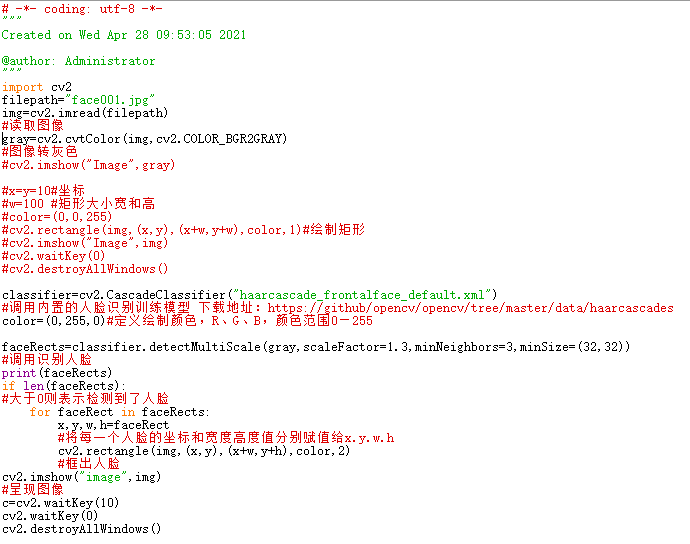 # -*- coding: utf-8 -*-
"""
Created on Wed Apr 28 09:53:05 2021
@author: Administrator
"""
import cv2
filepath="face001.jpg"
img=cv2.imread(filepath)
#读取图像
gray=cv2.cvtColor(img,cv2.COLOR_BGR2GRAY)
#图像转灰色
#cv2.imshow("Image",gray)
#x=y=10#坐标
#w=100 #矩形大小宽和高
#color=(0,0,255)
#cv2.rectangle(img,(x,y),(x+w,y+w),color,1)#绘制矩形
#cv2.imshow("Image",img)
#cv2.waitKey(0)
#cv2.destroyAllWindows()
classifier=cv2.CascadeClassifier("haarcascade_frontalface_default.xml")
#调用内置的人脸识别训练模型 下载地址：https://github/opencv/opencv/tree/master/data/haarcascades
color=(0,255,0)#定义绘制颜色，R、G、B，颜色范围0－255
faceRects=classifier.detectMultiScale(gray,scaleFactor=1.3,minNeighbors=3,minSize=(32,32))
#调用识别人脸
print(faceRects)
if len(faceRects):
#大于0则表示检测到了人脸
    for faceRect in faceRects:
        x,y,w,h=faceRect
        #将每一个人脸的坐标和宽度高度值分别赋值给x.y.w.h
        cv2.rectangle(img,(x,y),(x+w,y+h),color,2)
        #框出人脸
cv2.imshow("image",img)
#呈现图像
c=cv2.waitKey(10)
cv2.waitKey(0)
cv2.destroyAllWindows()